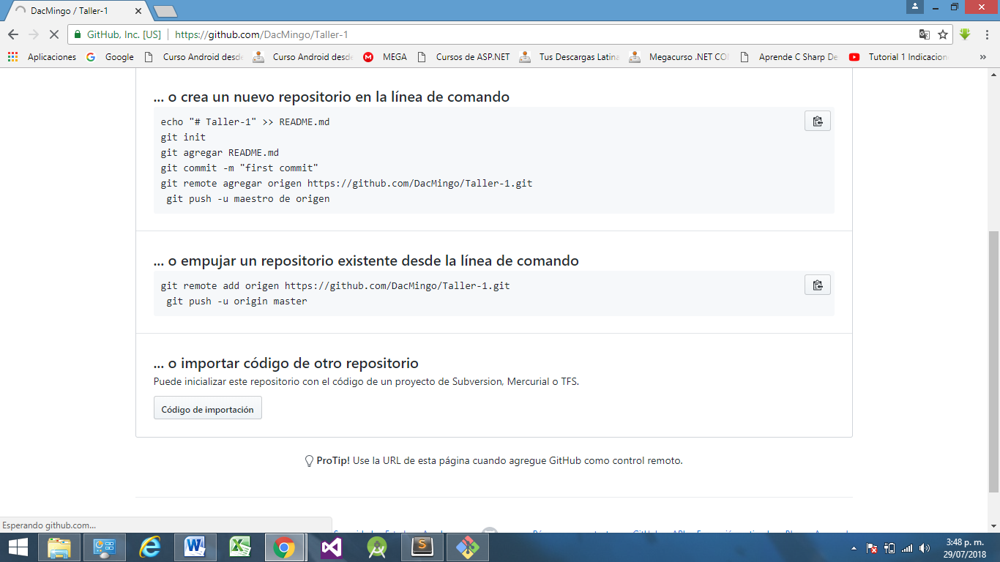 DacMingo / Taller-1
GitHub, Inc. [US]
https://github.com/DacMingo/Taller-1
Aplicaciones
Google
Curso Android desde
Curso Android desde
MEGA
Cursos de ASP.NET
Tus Descargas Latina
Megacurso .NET CO
Aprende C Sharp De
Tutorial 1 Indicacion
»
... o crea un nuevo repositorio en la línea de comando
echo "# Taller-1" >> README.md
git init
git agregar README.md
git commit -m "first commit"
git remote agregar origen https://github.com/DacMingo/Taller-1.git
git push -u maestro de origen
... o empujar un repositorio existente desde la línea de comando
git remote add origen https://github.com/DacMingo/Taller-1.git
git push -u origin master
... o importar código de otro repositorio
Puede inicializar este repositorio con el código de un proyecto de Subversion, Mercurial o TFS.
Código de importación
ProTip! Use la URL de esta página cuando agregue GitHub como control remoto.
Esperando github.com...
3:48 p. m.
29/07/2018